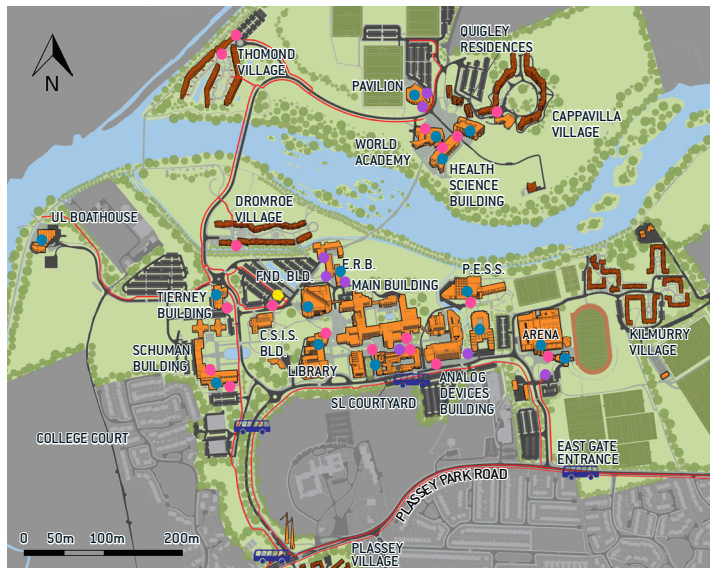 QUIGLEY
RESIDENCES
THOMOND
VILLAGE
N
PAVILION
CAPPAVILLA
VILLAGE
WORLD
ACADEMY
HEALTH
SCIENCE
BUILDING
DROMROE
VILLAGE
UL BOATHOUSE
E.R.B.
P.E.S.S.
FND. BLD.
MAIN BUILDING
TIERNEY
BUILDING
ARENA
KILMURRY
VILLAGE
C.S.I.S.
BLD.
SCHUMAN
BUILDING
LIBRARY
ANALOG
DEVICES
BUILDING
SL COURTYARD
COLLEGE COURT
EAST GATE
ENTRANCE
PLASSEY PARK ROAD
0 50m 100m 200m
PLASSEY
VILLAGE